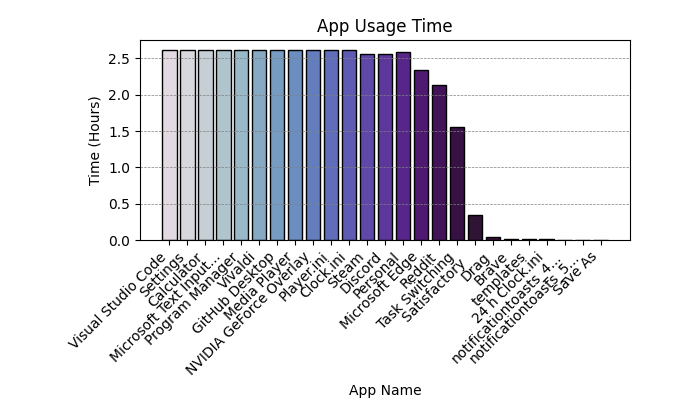 App Usage Time
Time (Hours)
2.5
2.0
1.5
1.0
0.5
0.0
Visual Studio Code
Settings
Calculator
Microsoft Text Input...
Program Manager
Vivaldi
GitHub Desktop
Media Player
NVIDIA GeForce Overlay
Player.ini
Clock.ini
Steam
Discord
Personal
Microsoft Edge
Reddit
Task Switching
Satisfactory
Drag
Brave
templates
24 h Clock.ini
notificationtoasts_4...
notificationtoasts_5...
Save As
App Name